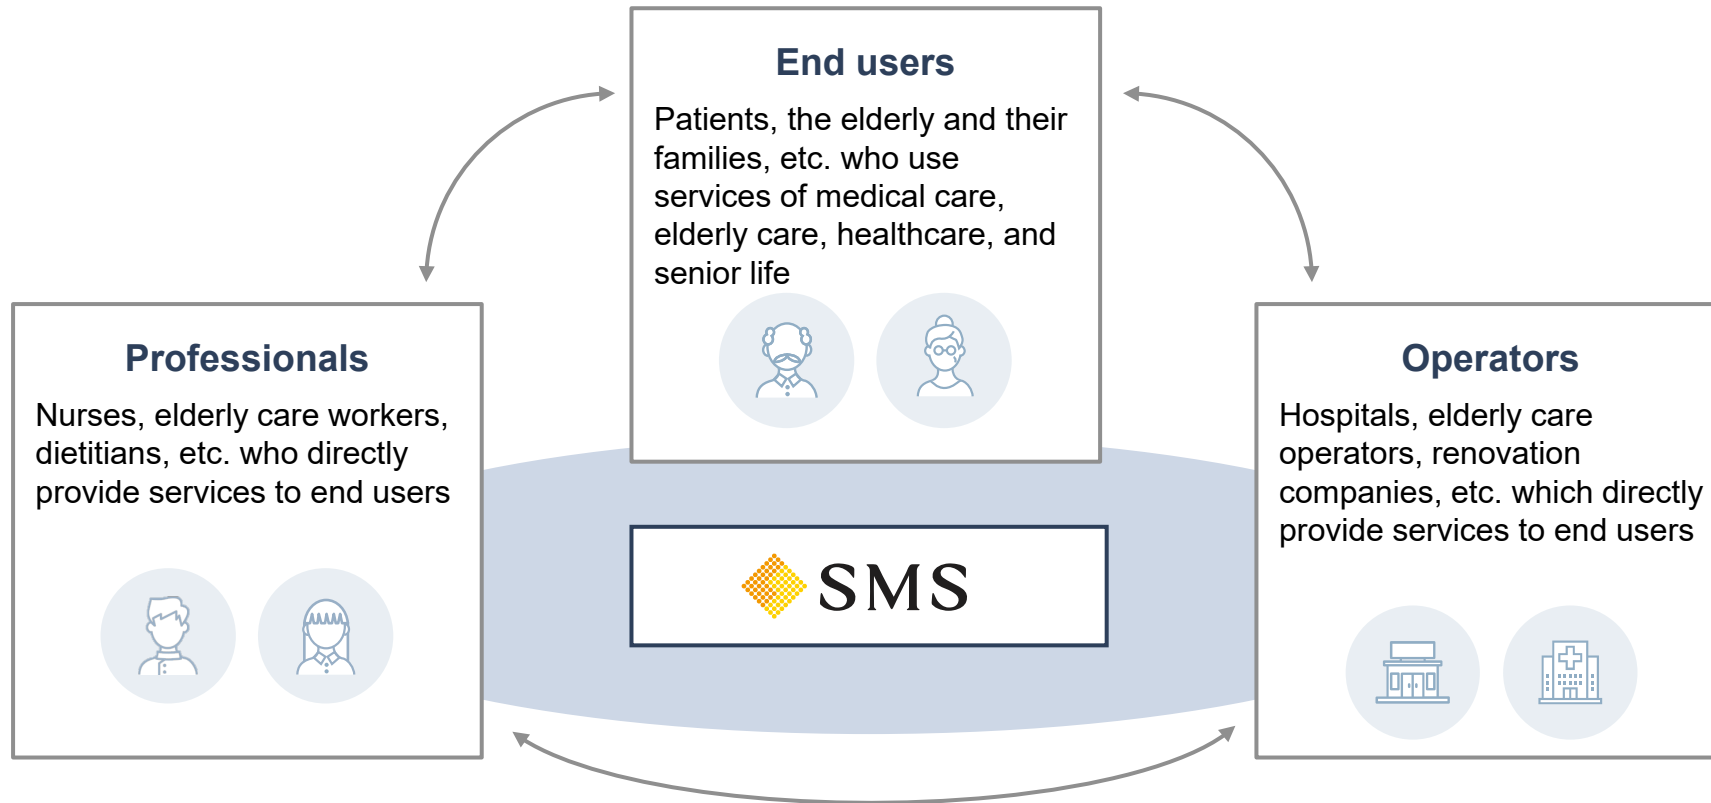 End users
Patients, the elderly and their
families, etc. who use
services of medical care,
elderly care, healthcare, and
senior life
Professionals
Nurses, elderly care workers,
dietitians, etc. who directly
provide services to end users
Operators
Hospitals, elderly care
operators, renovation
companies, etc. which directly
provide services to end users
SMS